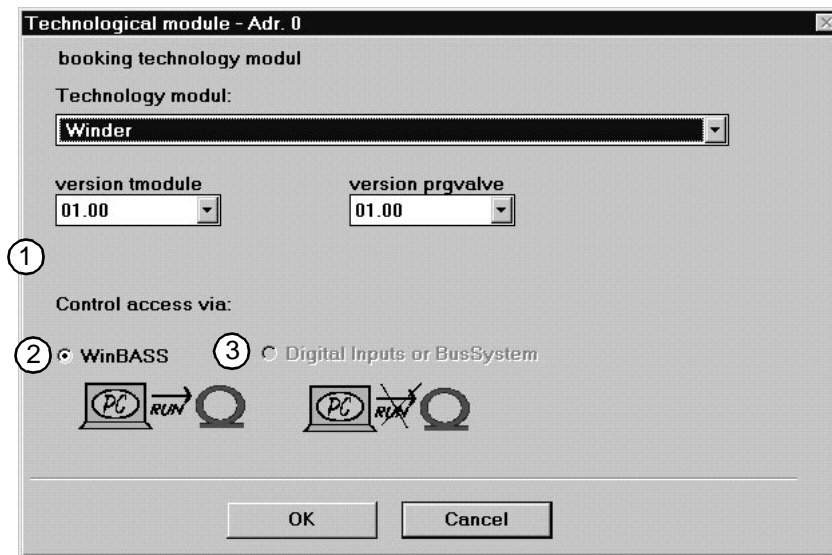 Technological module - Adr. 0
booking technology modul
Technology modul:
Winder
version tmodule version prgvalve
01.00 01.00
1
Control access via:
2 WinBASS 3 Digital Inputs or BusSystem
PC RUN PC RUN
OK Cancel